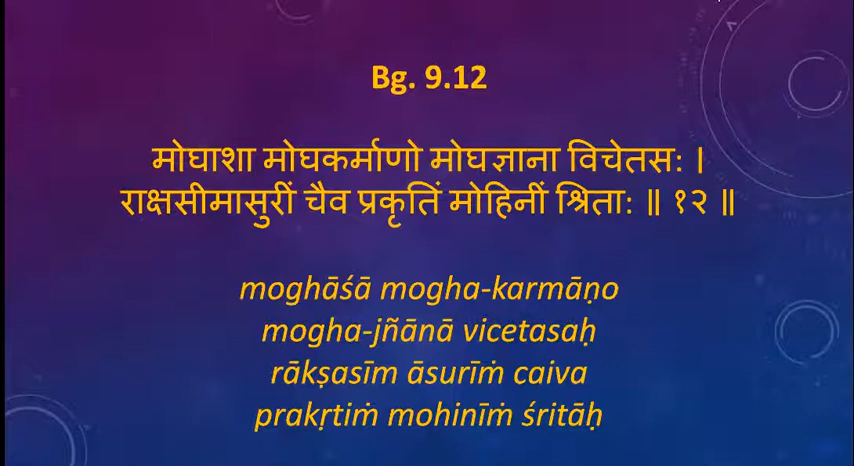 Bg. 9.12
मोघाशा मोघकर्माणो मोघज्ञाना विचेतसः ।
राक्षसीमासुरीं चैव प्रकृतिं मोहिनीं श्रिताः ॥ १२ ॥
moghāśā mogha-karmāṇo
mogha-jñānā vicetasaḥ
rākṣasīm āsurīṁ caiva
prakṛtiṁ mohinīṁ śritāḥ